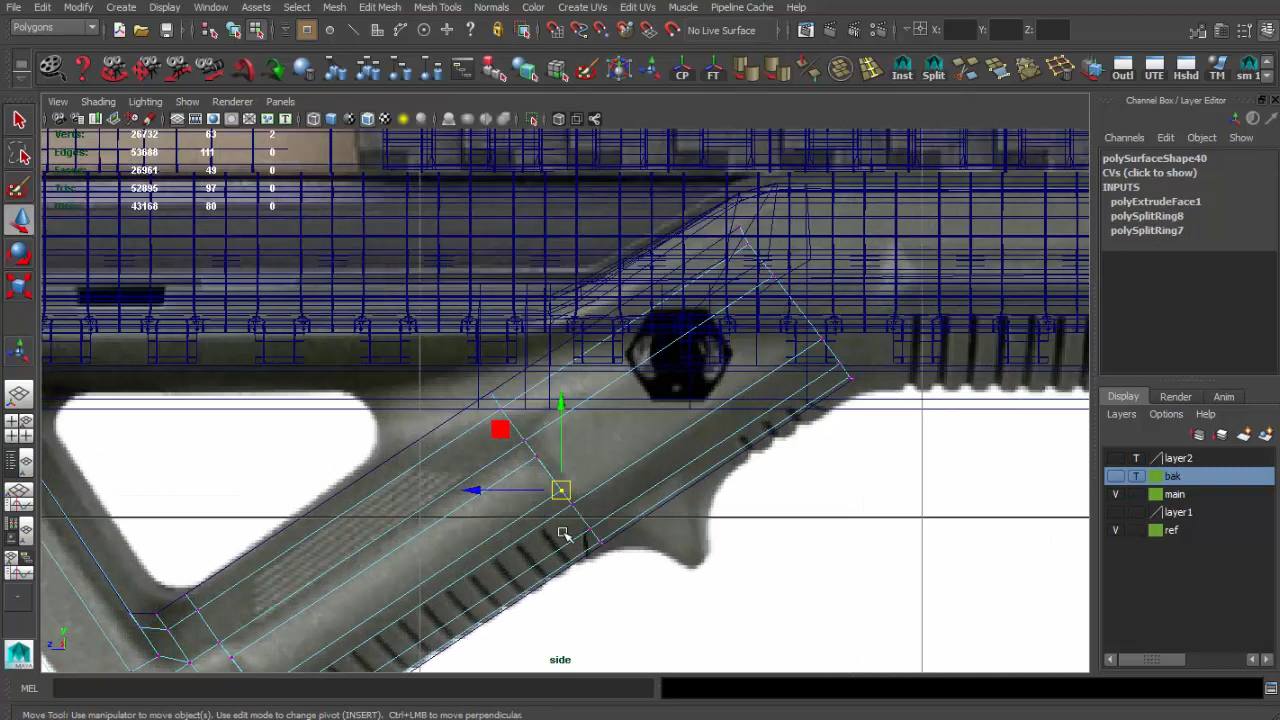 File Edit Modify Create Display Window Assets Select Mesh Edit Mesh Mesh Tools Normals Color Create UVs Edit UVs Muscle Pipeline Cache Help
Polygons No Live Surface X: Y: Z:
CP FT Inst Split Outl UTE Hshd TM sm 1
View Shading Lighting Show Renderer Panels
Channel Box / Layer Editor
Channels Edit Object Show
Verts: 26732 63 2
Edges: 53688 111 0
Faces: 26961 49 0
Tris: 52895 97 0
43168 80 0
polySurfaceShape40
CVs (click to show)
INPUTS
polyExtrudeFace1
polySplitRing8
polySplitRing7
Display Render Anim
Layers Options Help
T layer2
T bak
V main
layer1
V ref
y
z
side
MEL
Move Tool: Use manipulator to move object(s). Use edit mode to change pivot (INSERT). Ctrl+LMB to move perpendicular.